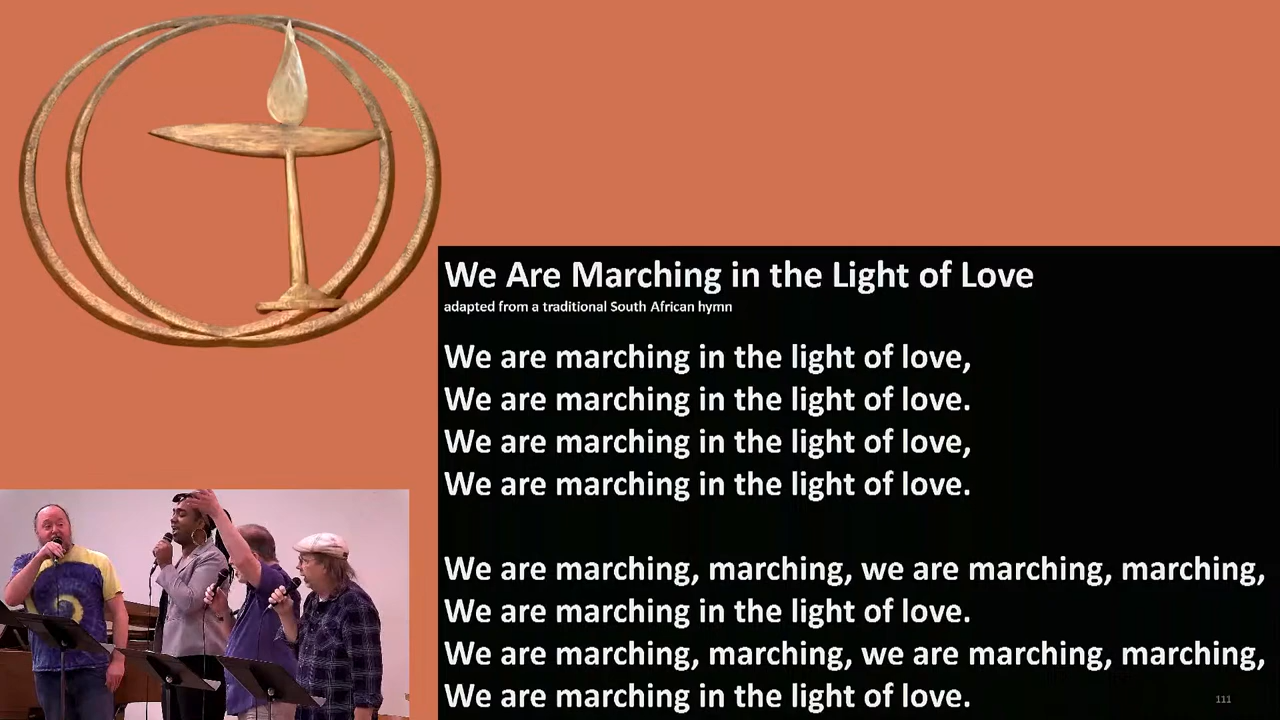 We Are Marching in the Light of Love
adapted from a traditional South African hymn
We are marching in the light of love,
We are marching in the light of love.
We are marching in the light of love,
We are marching in the light of love.
We are marching, marching, we are marching, marching,
We are marching in the light of love.
We are marching, marching, we are marching, marching,
We are marching in the light of love.
111